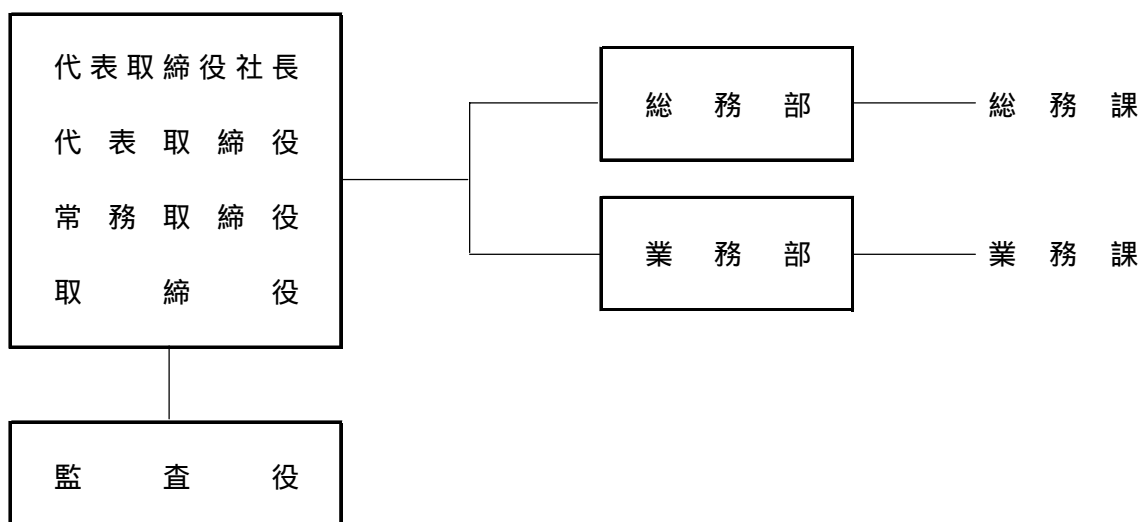 代表取締役社長
代表取締役
常務取締役
取締役
監査役
総務部
総務課
業務部
業務課